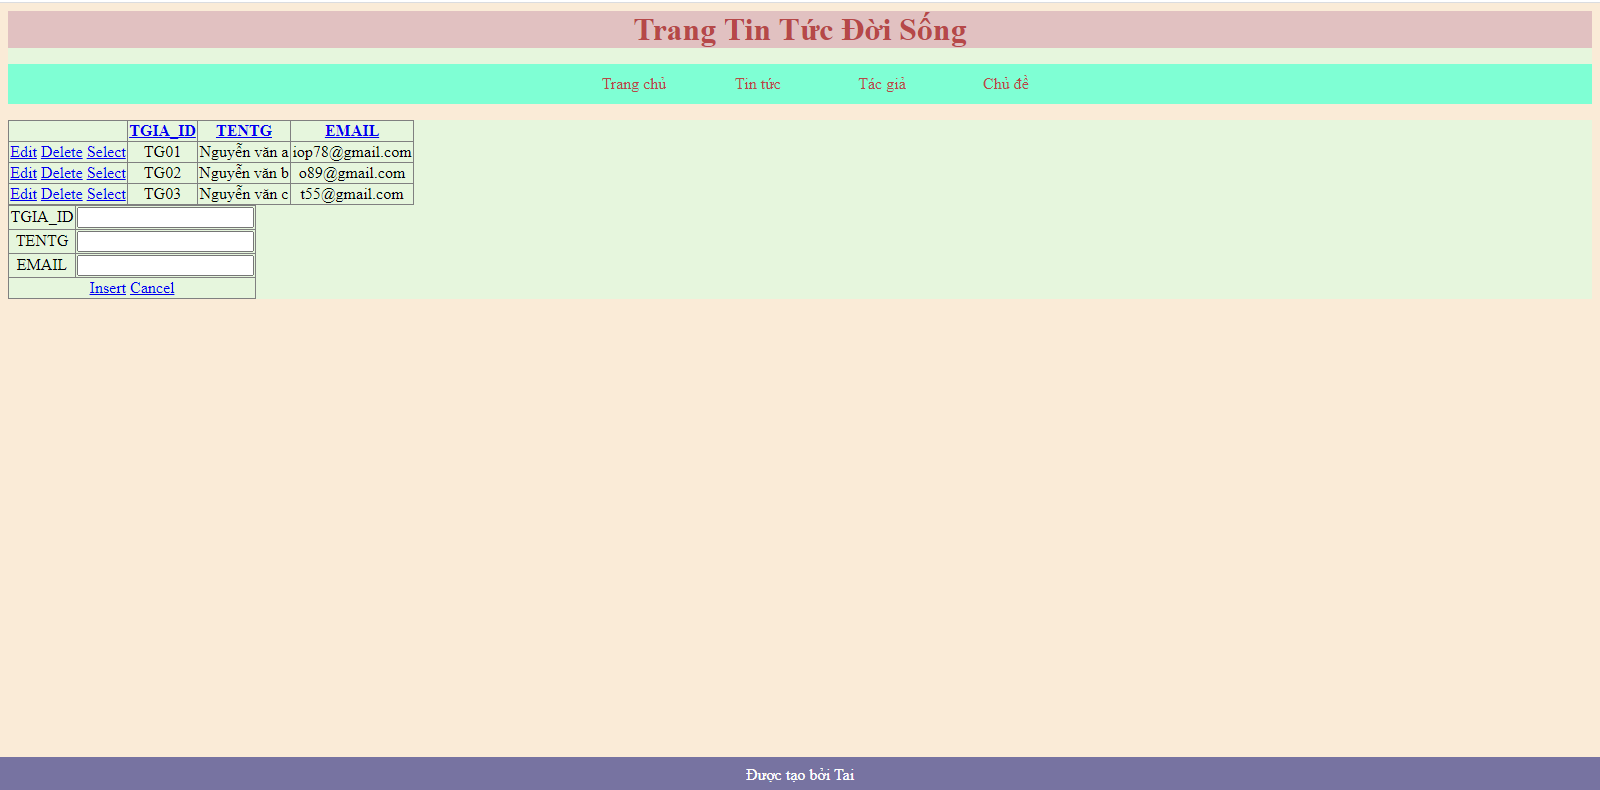 Trang Tin Tức Đời Sống
Trang chủ Tin tức Tác giả Chủ đề
TGIA_ID TENTG EMAIL
Edit Delete Select TG01 Nguyễn văn a iop78@gmail.com
Edit Delete Select TG02 Nguyễn văn b o89@gmail.com
Edit Delete Select TG03 Nguyễn văn c t55@gmail.com
TGIA_ID
TENTG
EMAIL
Insert Cancel
Được tạo bởi Tai